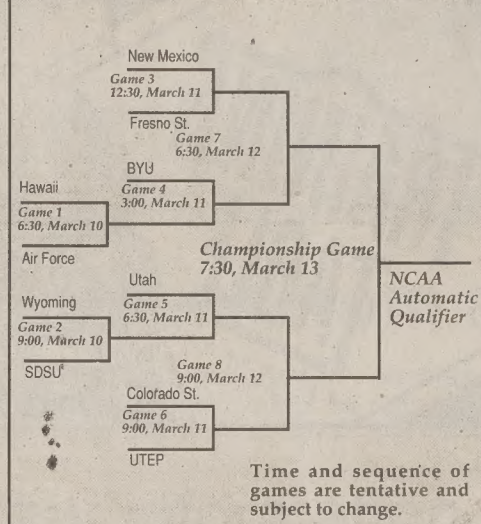 New Mexico
Game 3
12:30, March 11
Fresno St.
Game 7
6:30, March 12
BYU
Hawaii
Game 4
3:00, March 11
Game 1
6:30, March 10
Air Force
Championship Game
7:30, March 13
NCAA
Automatic
Qualifier
Utah
Wyoming
Game 5
6:30, March 11
Game 2
9:00, March 10
SDSU
Game 8
9:00, March 12
Colorado St.
Game 6
9:00, March 11
UTEP
Time and sequence of
games are tentative and
subject to change.